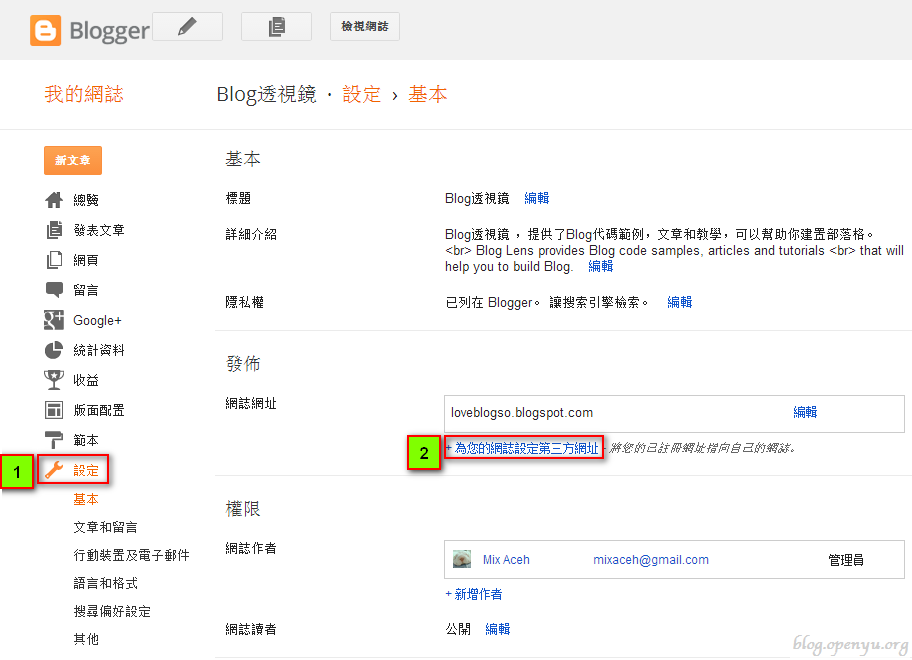 Blogger
檢視網誌
我的網誌
Blog透視鏡 · 設定 › 基本
新文章
總覽
發表文章
網頁
留言
Google+
統計資料
收益
版面配置
範本
1
設定
基本
文章和留言
行動裝置及電子郵件
語言和格式
搜尋偏好設定
其他
基本
標題 Blog透視鏡 編輯
詳細介紹 Blog透視鏡 ，提供了Blog代碼範例，文章和教學，可以幫助你建置部落格。
<br> Blog Lens provides Blog code samples, articles and tutorials <br> that will
help you to build Blog. 編輯
隱私權 已列在 Blogger。 讓搜索引擎檢索。 編輯
發佈
網誌網址 loveblogso.blogspot.com 編輯
2 + 為您的網誌設定第三方網址 - 將您的已註冊網址指向自己的網誌。
權限
網誌作者 Mix Aceh mixaceh@gmail.com 管理員
+ 新增作者
網誌讀者 公開 編輯
blog.openyu.org